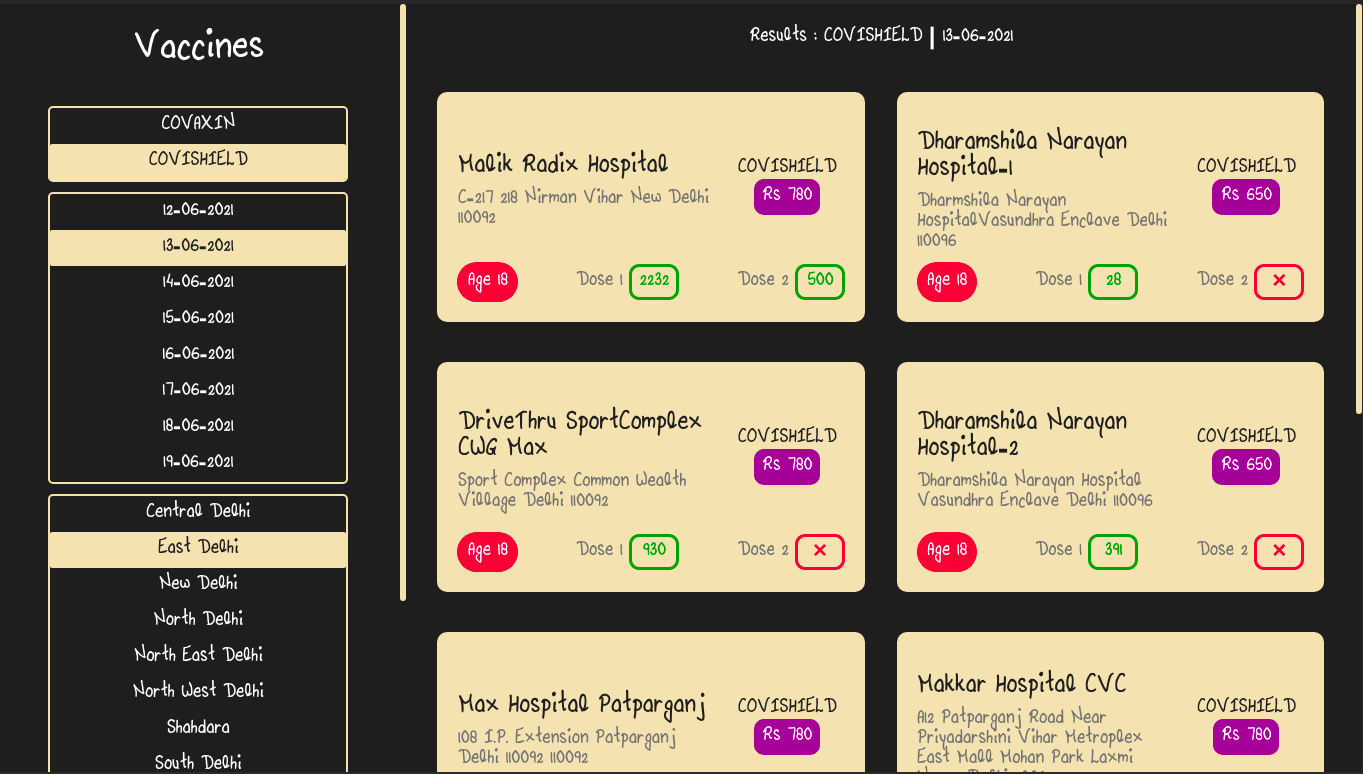 Vaccines
COVAXIN
COVISHIELD
12-06-2021
13-06-2021
14-06-2021
15-06-2021
16-06-2021
17-06-2021
18-06-2021
19-06-2021
Central Delhi
East Delhi
New Delhi
North Delhi
North East Delhi
North West Delhi
Shahdara
South Delhi
Results : COVISHIELD | 13-06-2021
Malik Radix Hospital
C-217 218 Nirman Vihar New Delhi
110092
COVISHIELD
Rs 780
Age 18 Dose 1 2232 Dose 2 500
Dharamshila Narayan
Hospital-1
Dharmshila Narayan
HospitalVasundhra Enclave Delhi
110096
COVISHIELD
Rs 650
Age 18 Dose 1 28 Dose 2 ✕
DriveThru SportComplex
CWG Max
Sport Complex Common Wealth
Village Delhi 110092
COVISHIELD
Rs 780
Age 18 Dose 1 930 Dose 2 ✕
Dharamshila Narayan
Hospital-2
Dharamshila Narayan Hospital
Vasundhra Enclave Delhi 110096
COVISHIELD
Rs 650
Age 18 Dose 1 391 Dose 2 ✕
Max Hospital Patparganj
108 I.P. Extension Patparganj
Delhi 110092 110092
COVISHIELD
Rs 780
Makkar Hospital CVC
A12 Patparganj Road Near
Priyadarshini Vihar Metroplex
East Mall Mohan Park Laxmi
COVISHIELD
Rs 780